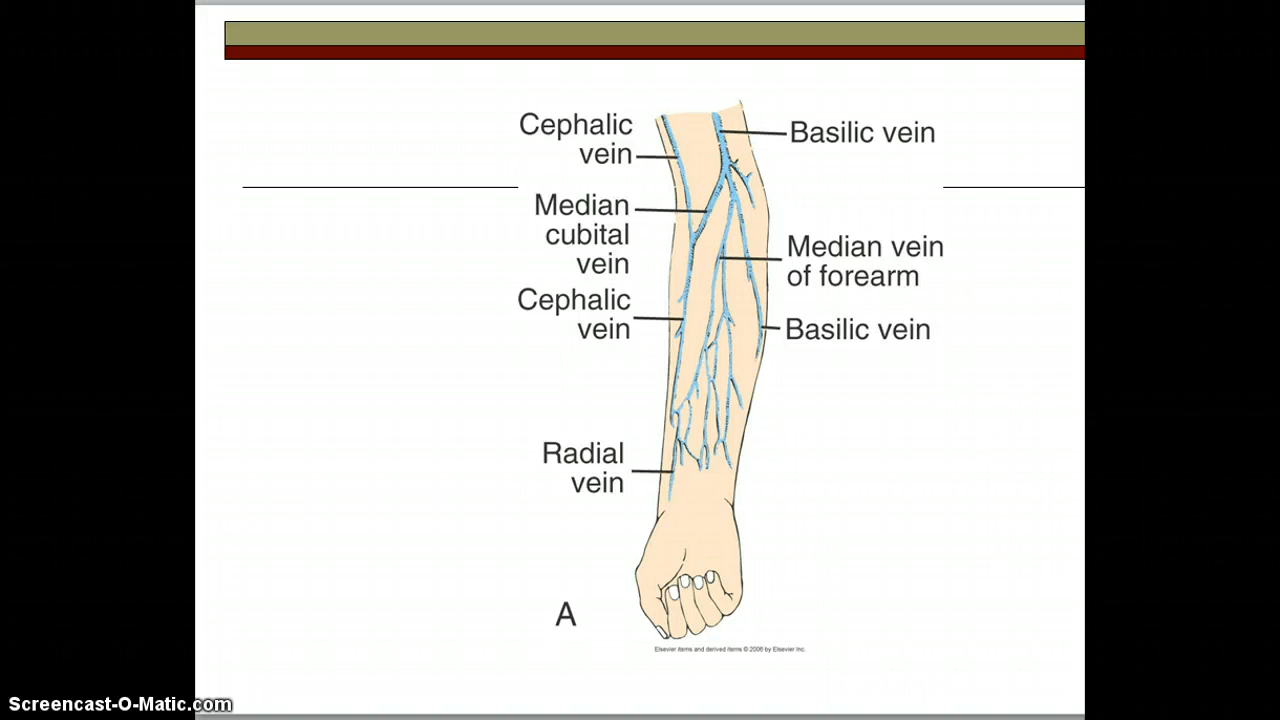 Cephalic
vein
Basilic vein
Median
cubital
vein
Median vein
of forearm
Cephalic
vein
Basilic vein
Radial
vein
A
Elsevier items and derived items © 2006 by Elsevier Inc.
Screencast-O-Matic.com